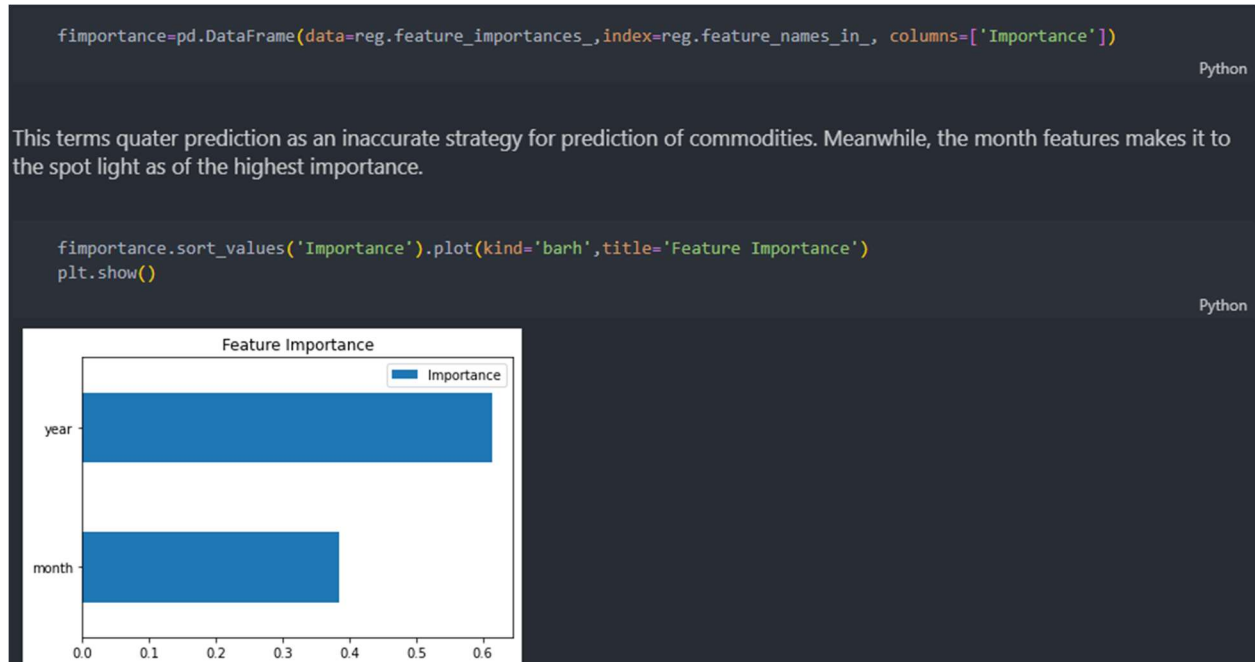 fimportance=pd.DataFrame(data=reg.feature_importances_,index=reg.feature_names_in_, columns=['Importance'])
Python
This terms quater prediction as an inaccurate strategy for prediction of commodities. Meanwhile, the month features makes it to
the spot light as of the highest importance.
fimportance.sort_values('Importance').plot(kind='barh',title='Feature Importance')
plt.show()
Python
Feature Importance
Importance
year
month
0.0 0.1 0.2 0.3 0.4 0.5 0.6